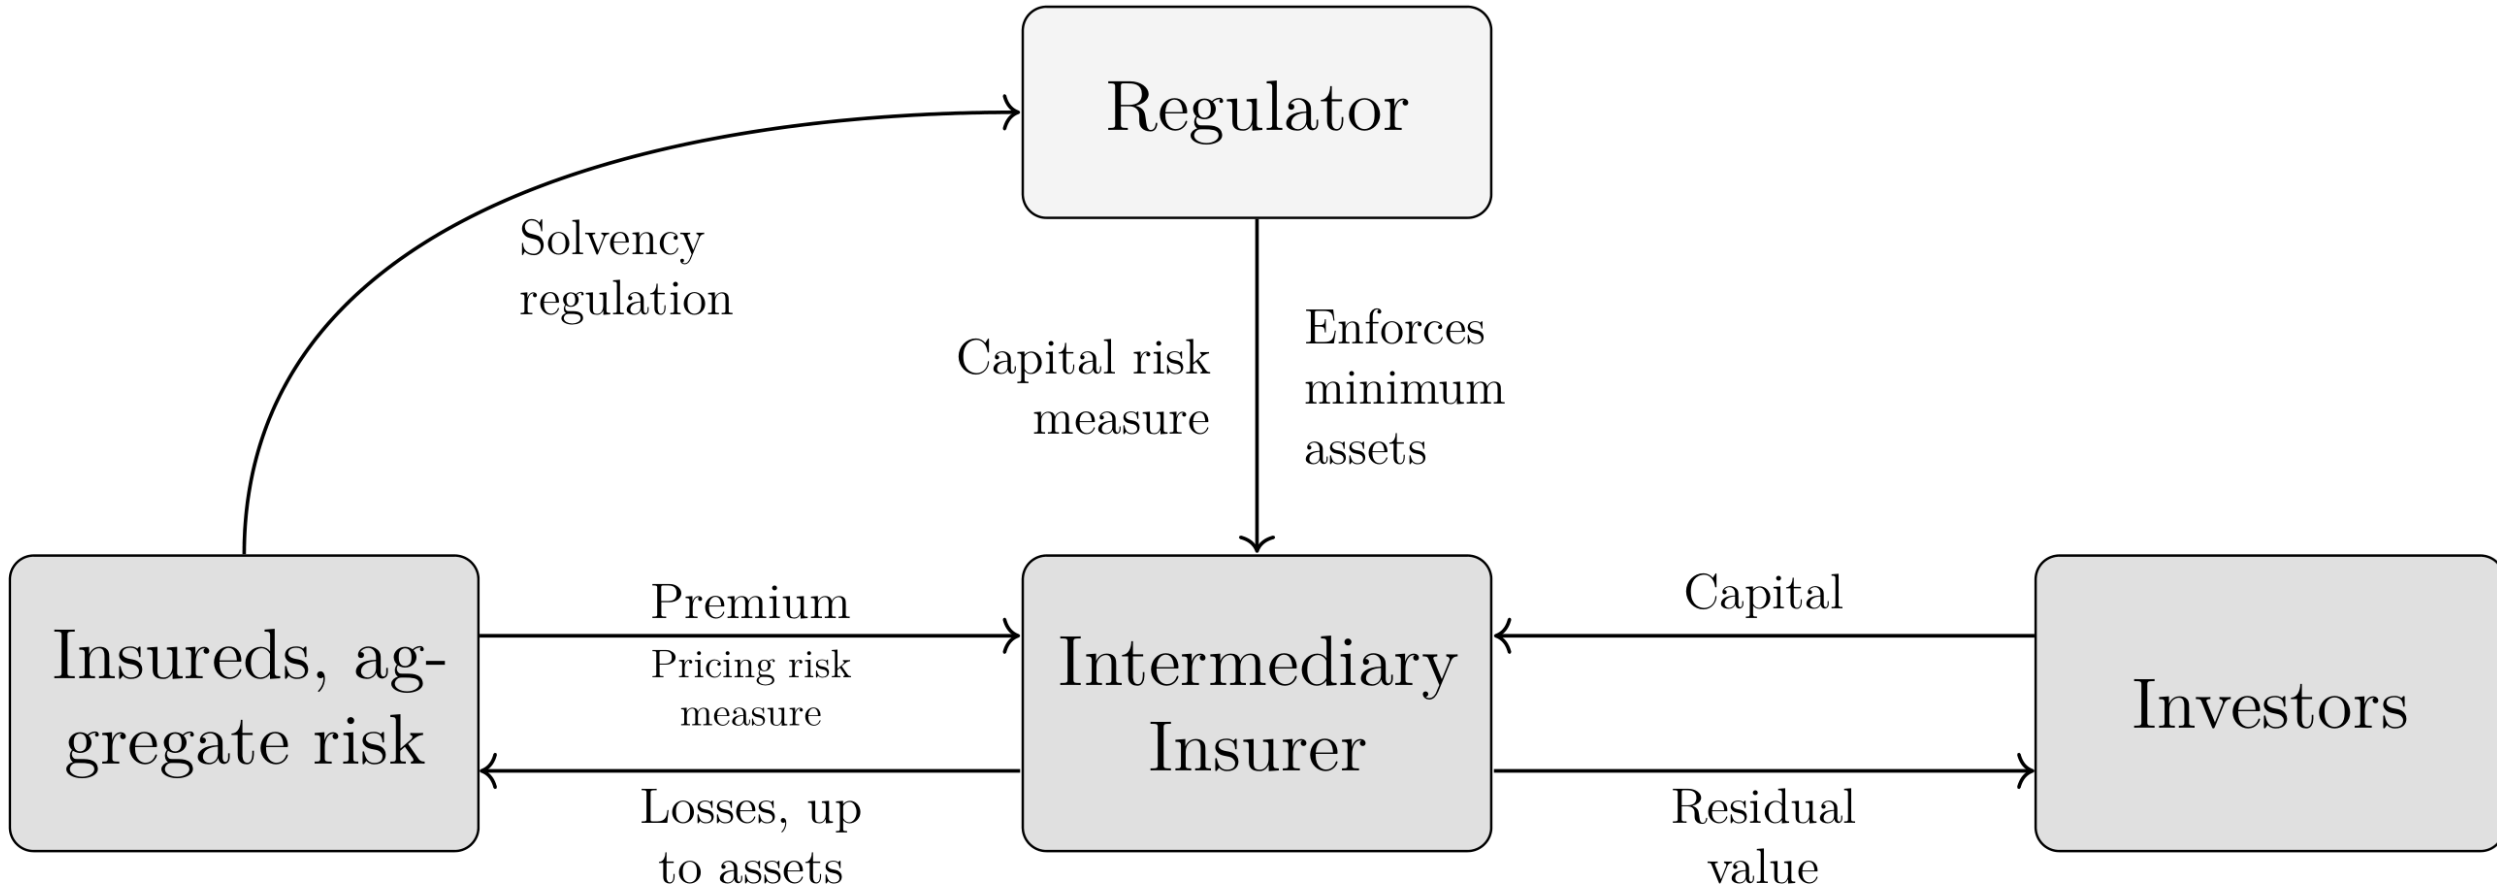 Regulator
Solvency
regulation
Capital risk
measure
Enforces
minimum
assets
Insureds, ag-
gregate risk
Premium
Pricing risk
measure
Losses, up
to assets
Intermediary
Insurer
Capital
Residual
value
Investors